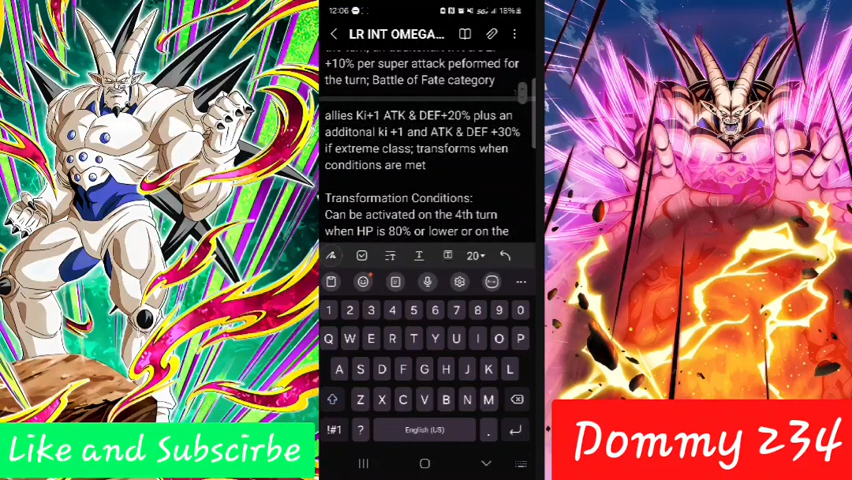 12:06
5G
18%
LR INT OMEGA...
+10% per super attack peformed for
the turn; Battle of Fate category
allies Ki+1 ATK & DEF+20% plus an
additonal ki +1 and ATK & DEF +30%
if extreme class; transforms when
conditions are met
Transformation Conditions:
Can be activated on the 4th turn
when HP is 80% or lower or on the
20
1 2 3 4 5 6 7 8 9 0
Q W E R T Y U I O P
A S D F G H J K L
Z X C V B N M
!#1 ? English (US) .
Like and Subscirbe
Dommy 234